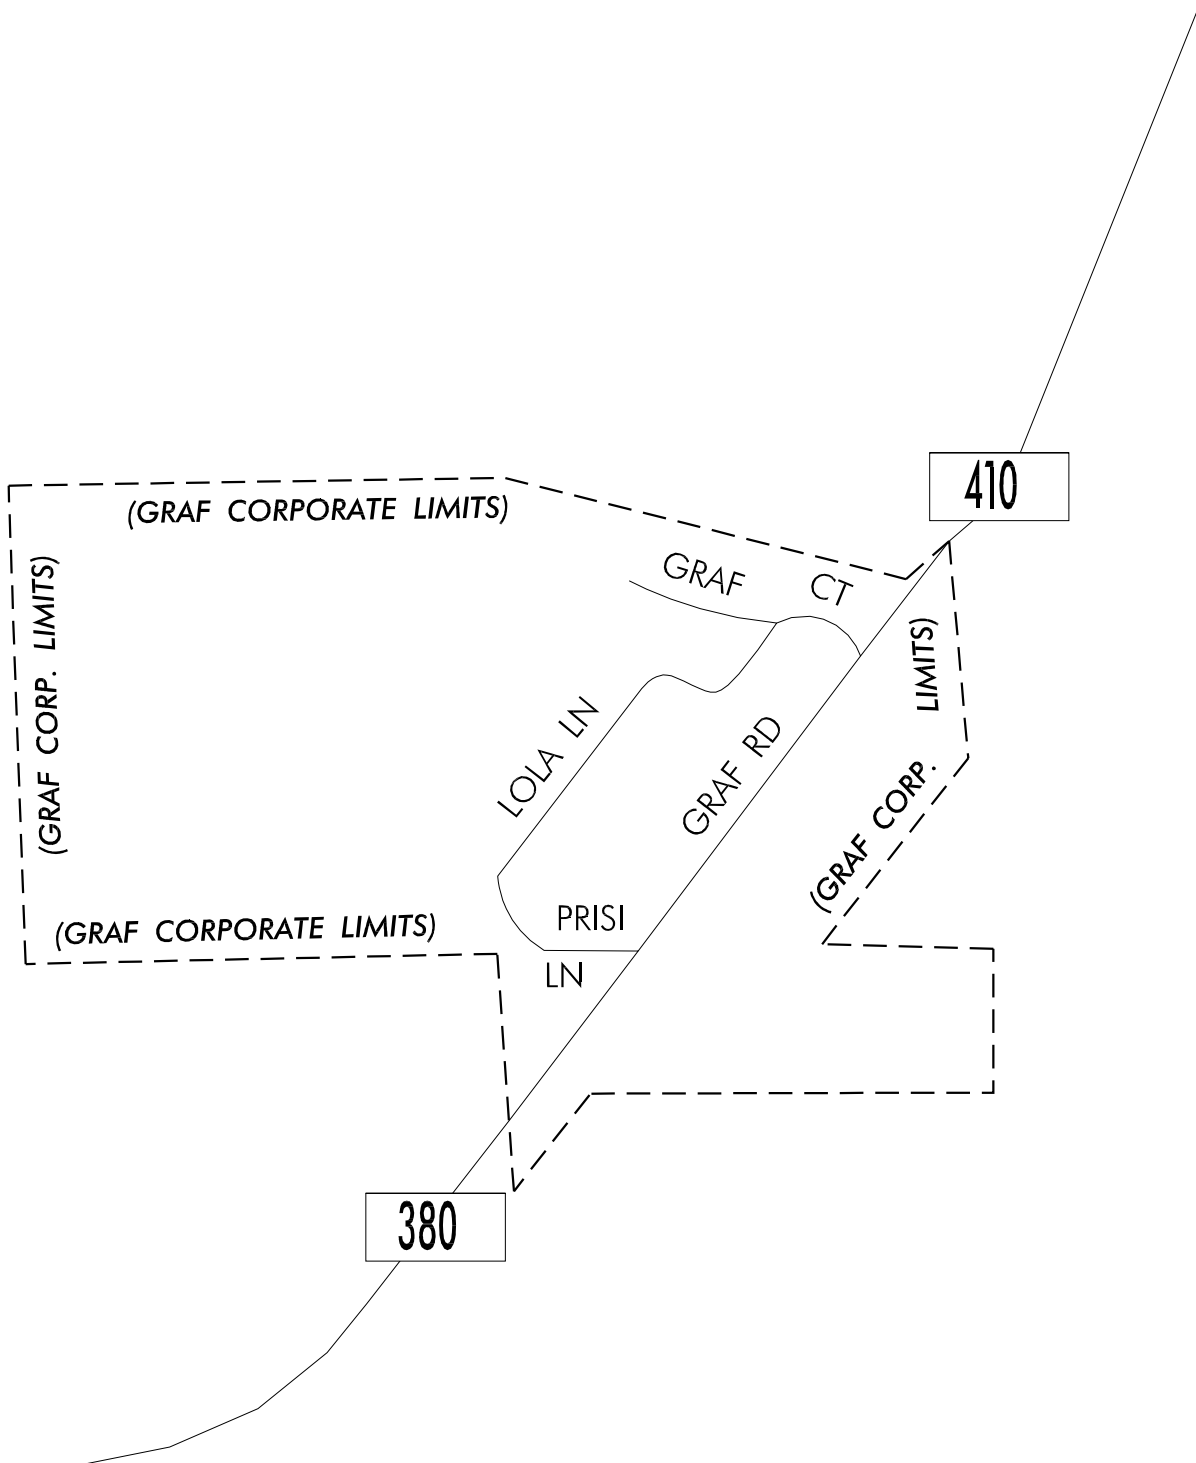 410
(GRAF CORPORATE LIMITS)
GRAF CT
(GRAF CORP. LIMITS)
(GRAF CORP. LIMITS)
LOLA LN
GRAF RD
(GRAF CORPORATE LIMITS)
PRISI
LN
380